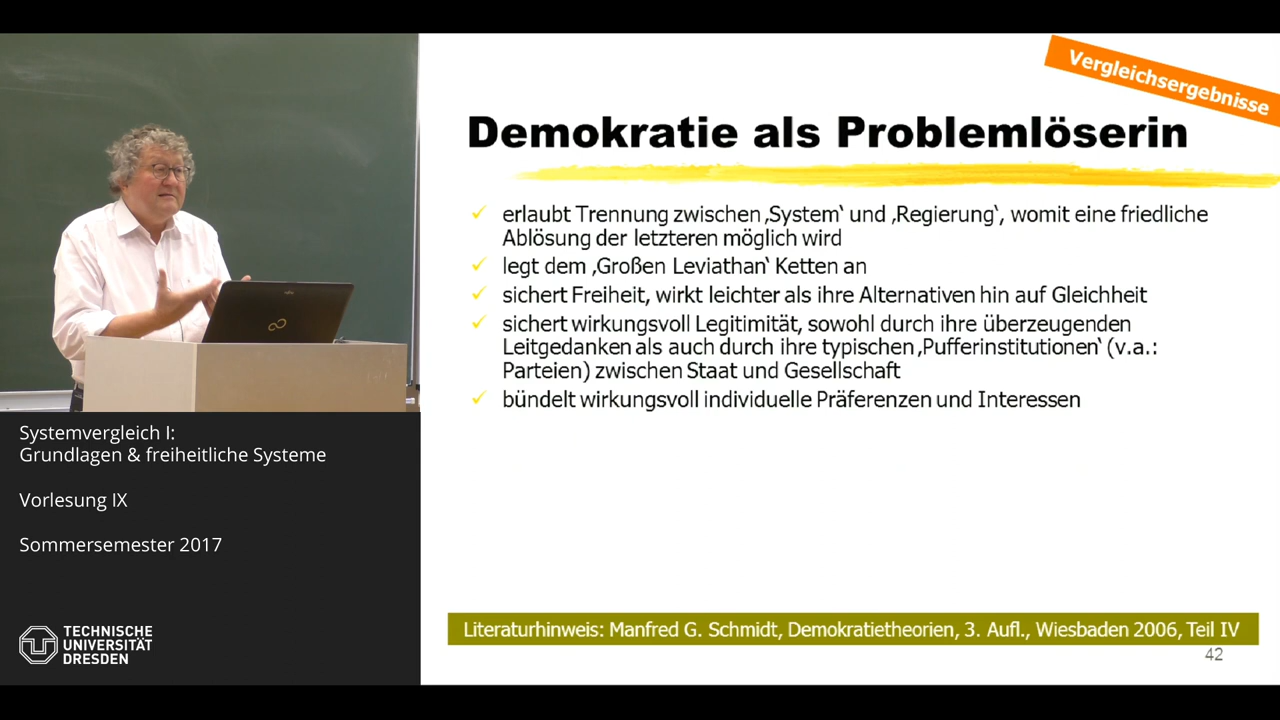 Vergleichsergebnisse
Demokratie als Problemlöserin
erlaubt Trennung zwischen ‚System‘ und ‚Regierung‘, womit eine friedliche
Ablösung der letzteren möglich wird
legt dem ‚Großen Leviathan‘ Ketten an
sichert Freiheit, wirkt leichter als ihre Alternativen hin auf Gleichheit
sichert wirkungsvoll Legitimität, sowohl durch ihre überzeugenden
Leitgedanken als auch durch ihre typischen ‚Pufferinstitutionen‘ (v.a.:
Parteien) zwischen Staat und Gesellschaft
bündelt wirkungsvoll individuelle Präferenzen und Interessen
Literaturhinweis: Manfred G. Schmidt, Demokratietheorien, 3. Aufl., Wiesbaden 2006, Teil IV
42
Systemvergleich I:
Grundlagen & freiheitliche Systeme
Vorlesung IX
Sommersemester 2017
TECHNISCHE
UNIVERSITÄT
DRESDEN